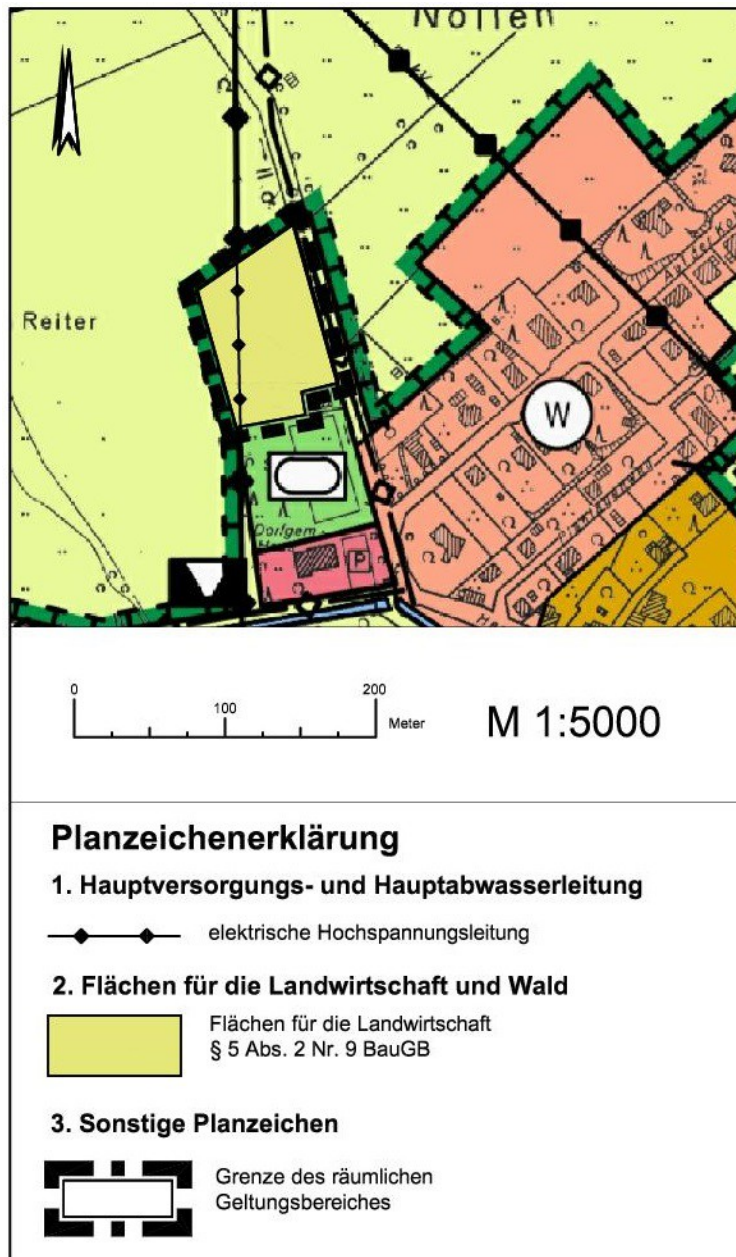 Nollen
Reiter
W
Dorfgem.
P
0
200
100
Meter
M 1:5000
Planzeichenerklärung
1. Hauptversorgungs- und Hauptabwasserleitung
elektrische Hochspannungsleitung
2. Flächen für die Landwirtschaft und Wald
Flächen für die Landwirtschaft
§ 5 Abs. 2 Nr. 9 BauGB
3. Sonstige Planzeichen
Grenze des räumlichen
Geltungsbereiches